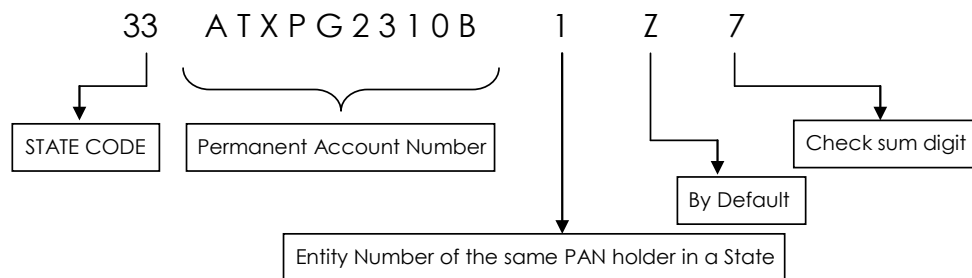 33 A T X P G 2 3 1 0 B 1 Z 7
STATE CODE Permanent Account Number Check sum digit
By Default
Entity Number of the same PAN holder in a State